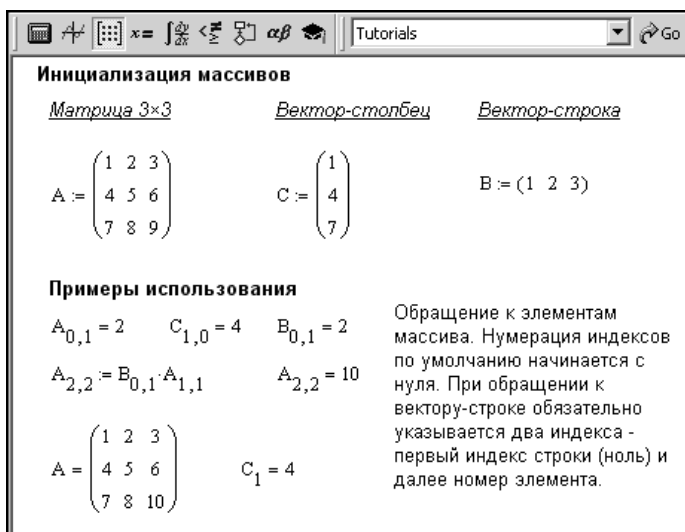 x= ∫ dy/dx <≠≥ αβ Tutorials Go
Инициализация массивов
Матрица 3×3 Вектор-столбец Вектор-строка
A := (1 2 3
4 5 6
7 8 9)
C := (1
4
7)
B := (1 2 3)
Примеры использования
A0,1 = 2 C1,0 = 4 B0,1 = 2
A2,2 := B0,1·A1,1 A2,2 = 10
A = (1 2 3
4 5 6
7 8 10)
C1 = 4
Обращение к элементам
массива. Нумерация индексов
по умолчанию начинается с
нуля. При обращении к
вектору-строке обязательно
указывается два индекса -
первый индекс строки (ноль) и
далее номер элемента.